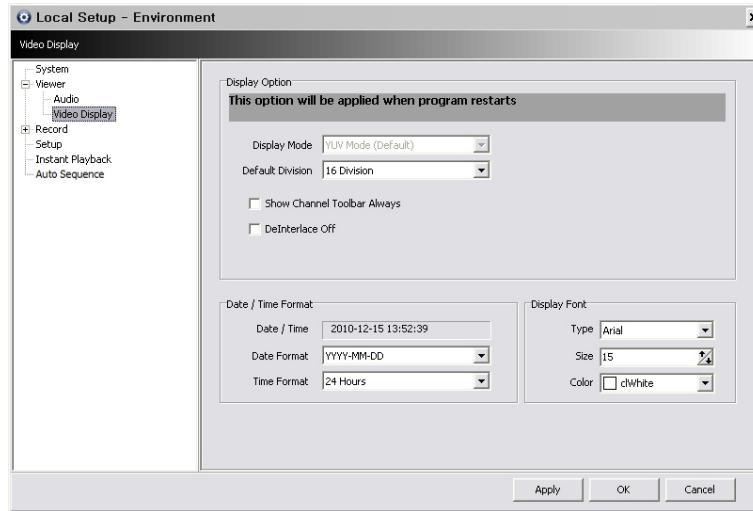 Local Setup - Environment
Video Display
System
Viewer
Audio
Video Display
Record
Setup
Instant Playback
Auto Sequence
Display Option
This option will be applied when program restarts
Display Mode YUV Mode (Default)
Default Division 16 Division
Show Channel Toolbar Always
DeInterlace Off
Date / Time Format
Date / Time 2010-12-15 13:52:39
Date Format YYYY-MM-DD
Time Format 24 Hours
Display Font
Type Arial
Size 15
Color clWhite
Apply OK Cancel